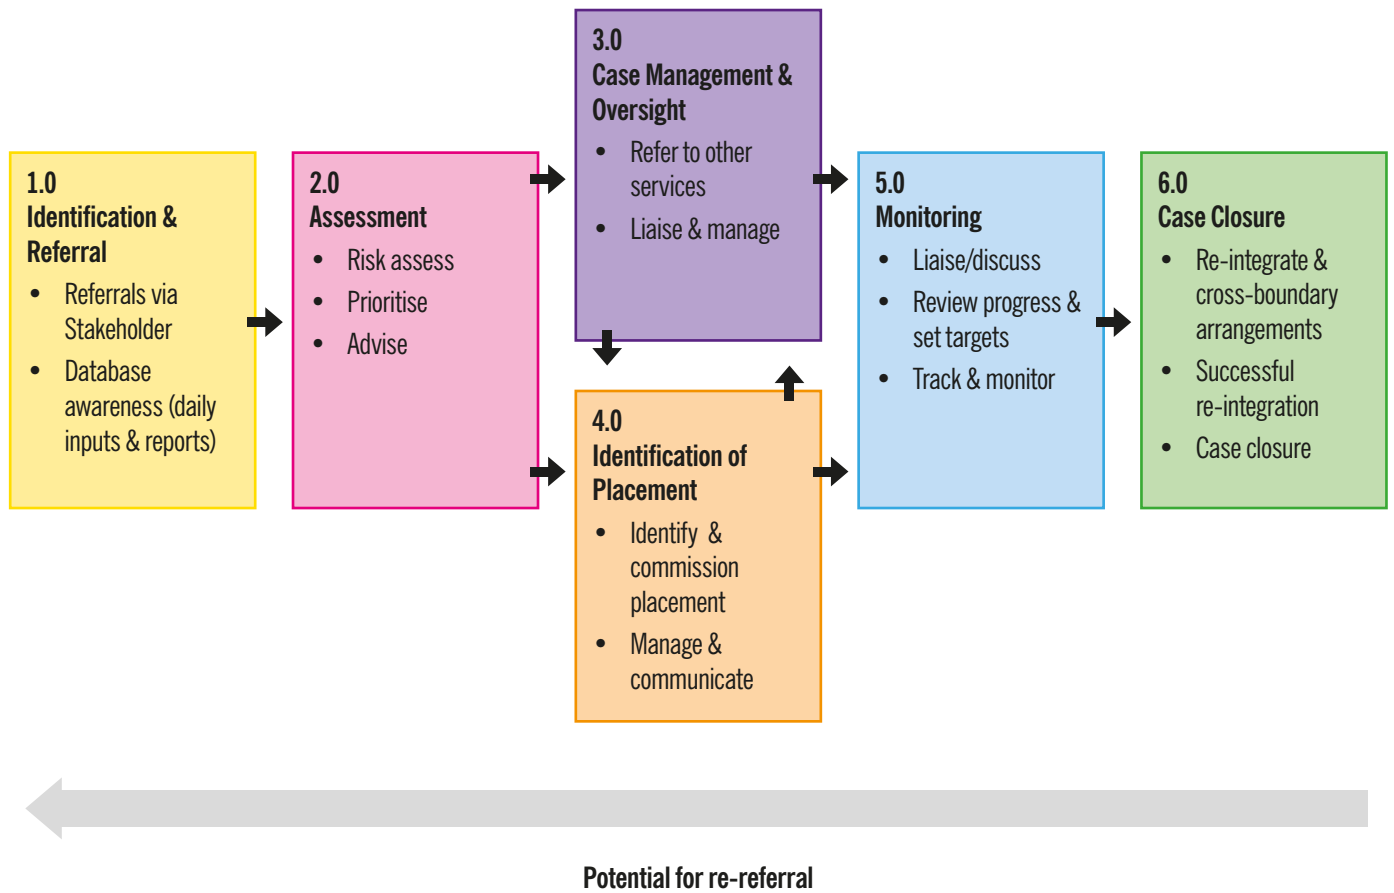 1.0
Identification &
Referral
• Referrals via
Stakeholder
• Database
awareness (daily
inputs & reports)
2.0
Assessment
• Risk assess
• Prioritise
• Advise
3.0
Case Management &
Oversight
• Refer to other
services
• Liaise & manage
4.0
Identification of
Placement
• Identify & 
commission
placement
• Manage &
communicate
5.0
Monitoring
• Liaise/discuss
• Review progress &
set targets
• Track & monitor
6.0
Case Closure
• Re-integrate &
cross-boundary
arrangements
• Successful
re-integration
• Case closure
Potential for re-referral